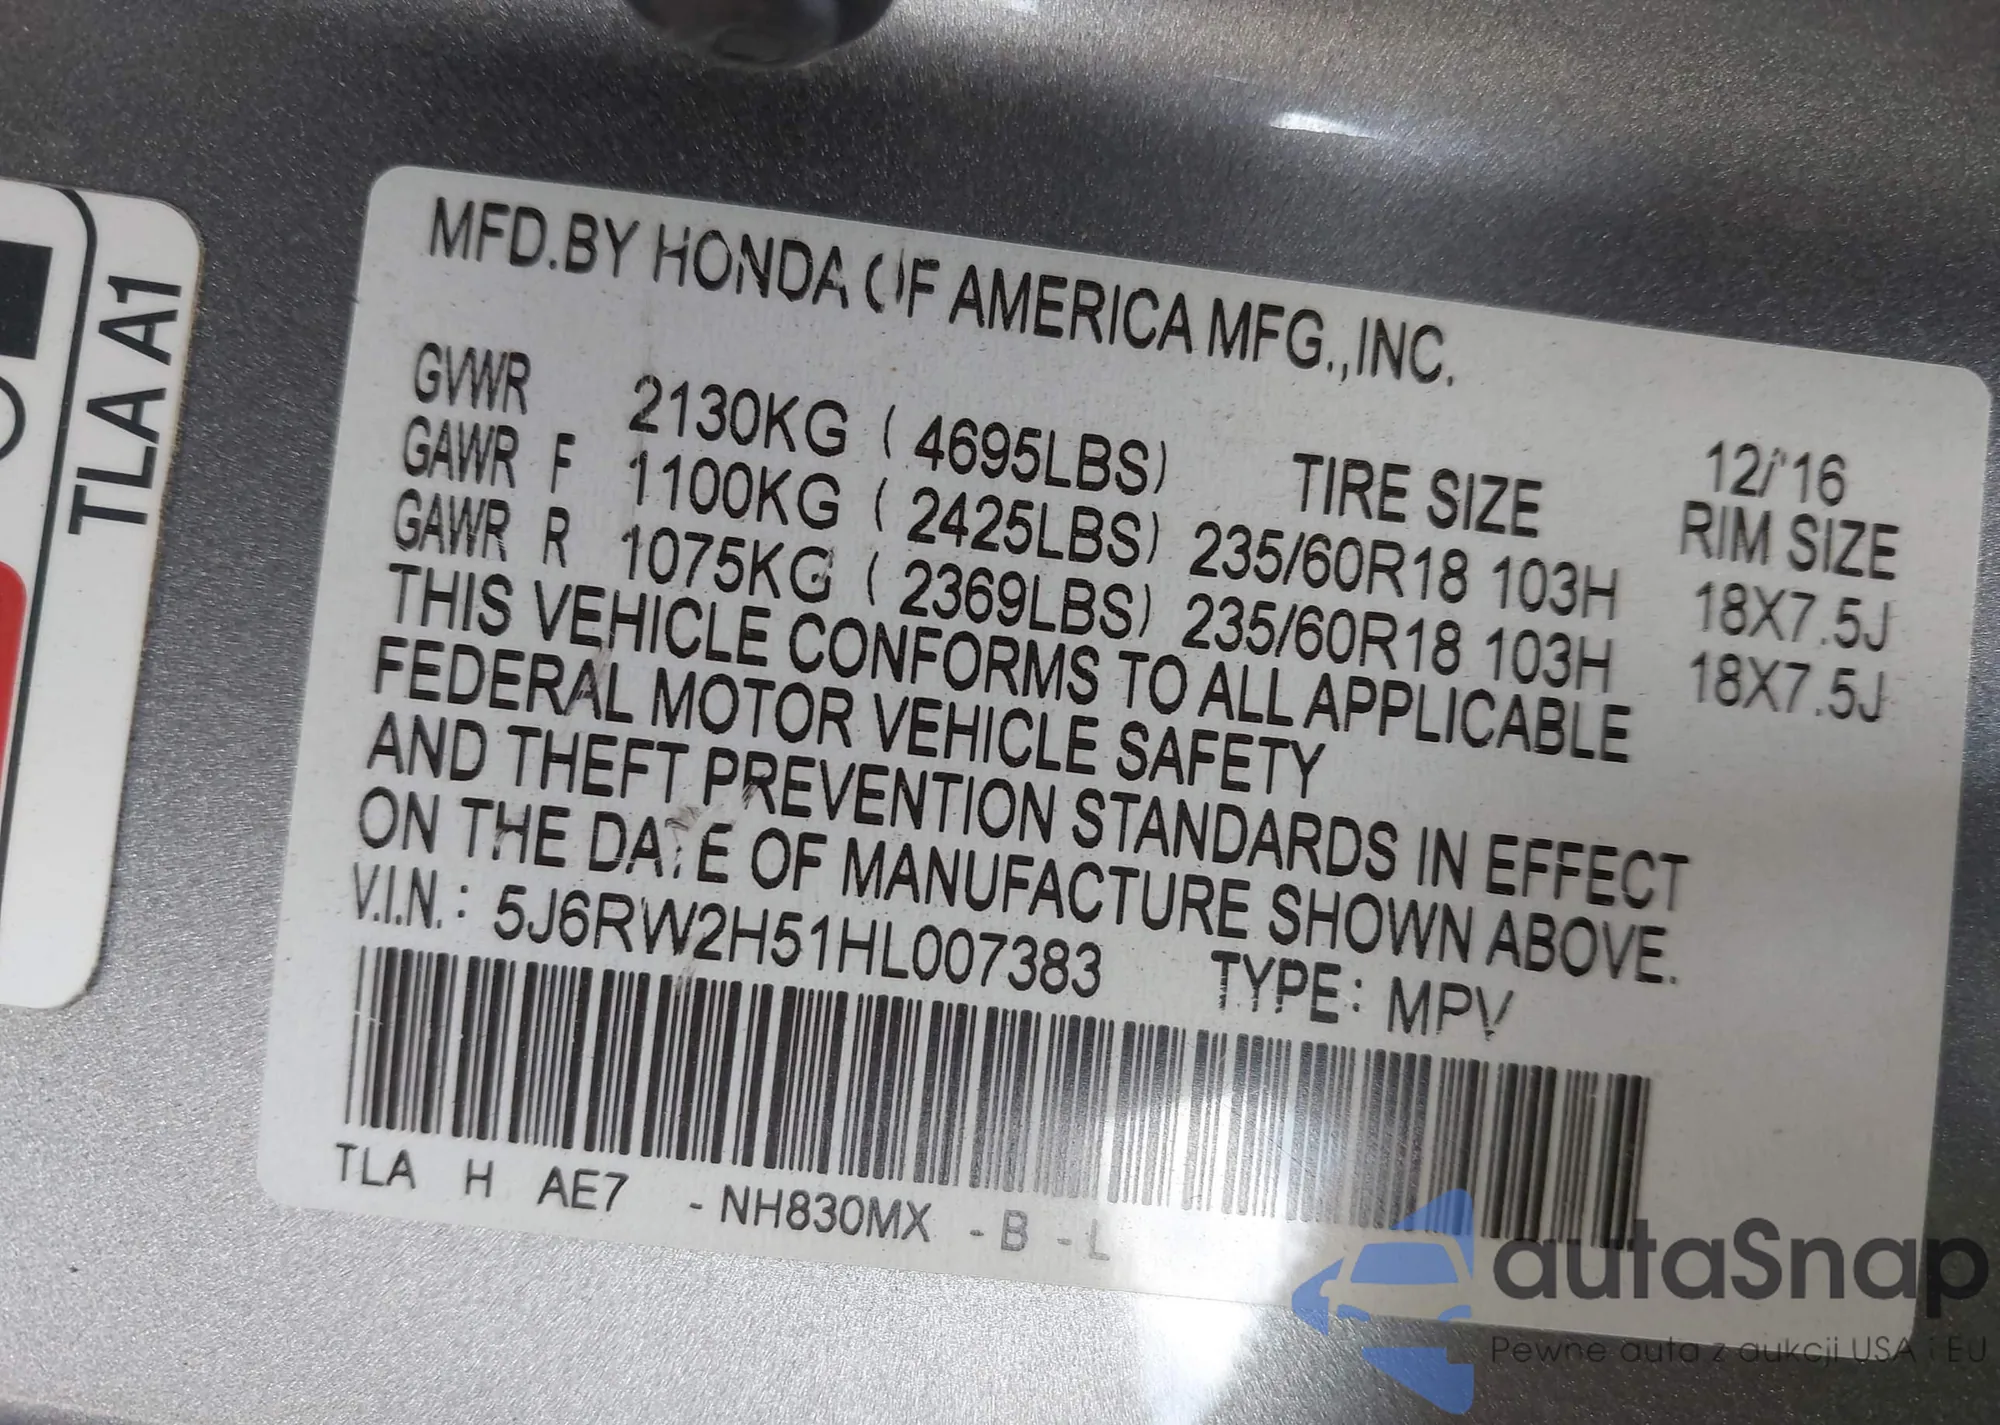 TLA A1
MFD.BY HONDA OF AMERICA MFG.,INC.
12/'16
GVWR 2130KG ( 4695LBS) TIRE SIZE RIM SIZE
GAWR F 1100KG ( 2425LBS) 235/60R18 103H 18X7.5J
GAWR R 1075KG ( 2369LBS) 235/60R18 103H 18X7.5J
THIS VEHICLE CONFORMS TO ALL APPLICABLE
FEDERAL MOTOR VEHICLE SAFETY
AND THEFT PREVENTION STANDARDS IN EFFECT
ON THE DATE OF MANUFACTURE SHOWN ABOVE.
V.I.N.: 5J6RW2H51HL007383 TYPE: MPV
TLA H AE7 -NH830MX -B -L
autaSnap
Pewne auta z aukcji USA i EU